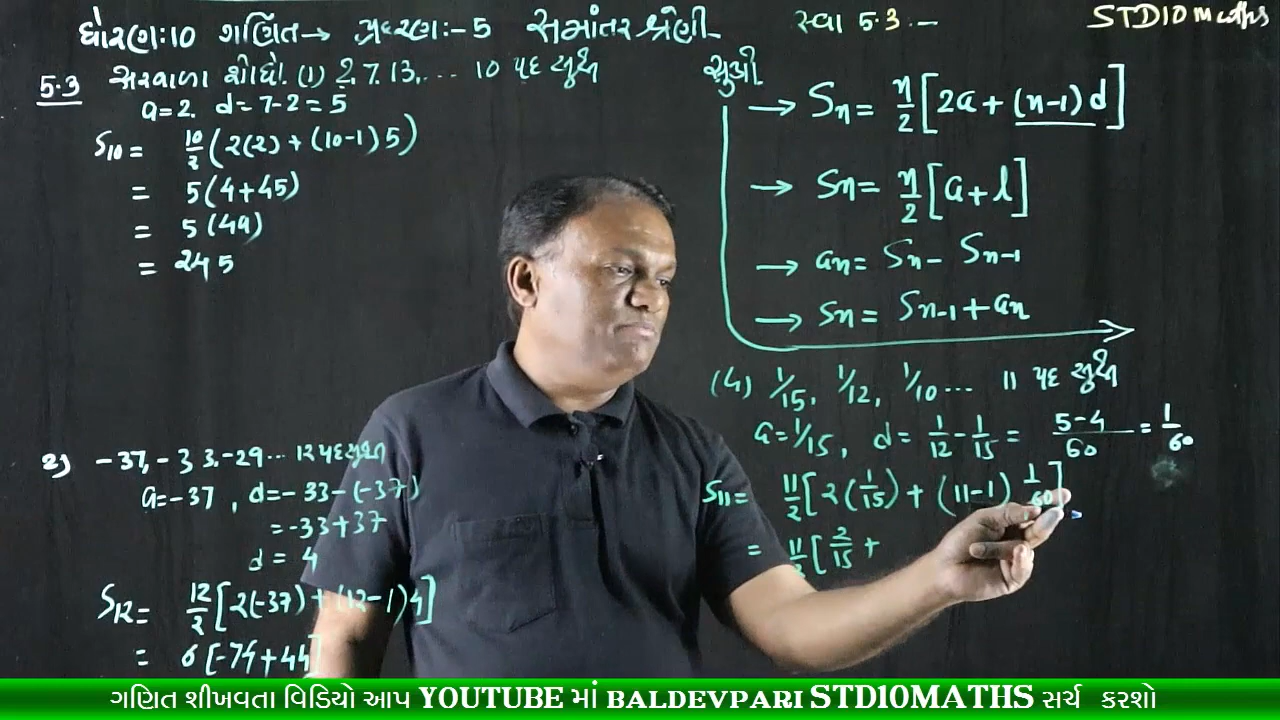 ધોરણ:10 ગણિત→ પ્રકરણ:- 5 સમાંતર શ્રેણી
સ્વા 5.3 :-
STD10 Maths
5.3 સરવાળા શોધો. (1) 2, 7, 13, .... 10 પદ સુધી
a=2. d= 7-2 = 5
S10 = 10/2 (2(2) + (10-1) 5)
= 5(4+45)
= 5(49)
= 245
2) -37, -33, -29... 12 પદ સુધી
a=-37, d=-33-(-37)
= -33+37
d = 4
S12 = 12/2 [2(-37) + (12-1)4]
= 6[-74+44]
→ Sn = n/2 [2a + (n-1)d]
→ Sn = n/2 [a+l]
→ an = Sn - Sn-1
→ Sn = Sn-1 + an
(4) 1/15, 1/12, 1/10 ... 11 પદ સુધી
a=1/15, d = 1/12 - 1/15 = 5-4/60 = 1/60
S11 = 11/2 [2(1/15) + (11-1) 1/60]
= 11/2 [2/15 +
ગણિત શીખવતા વિડિયો આપ YOUTUBE માં BALDEVPARI STD10MATHS સર્ચ કરશો